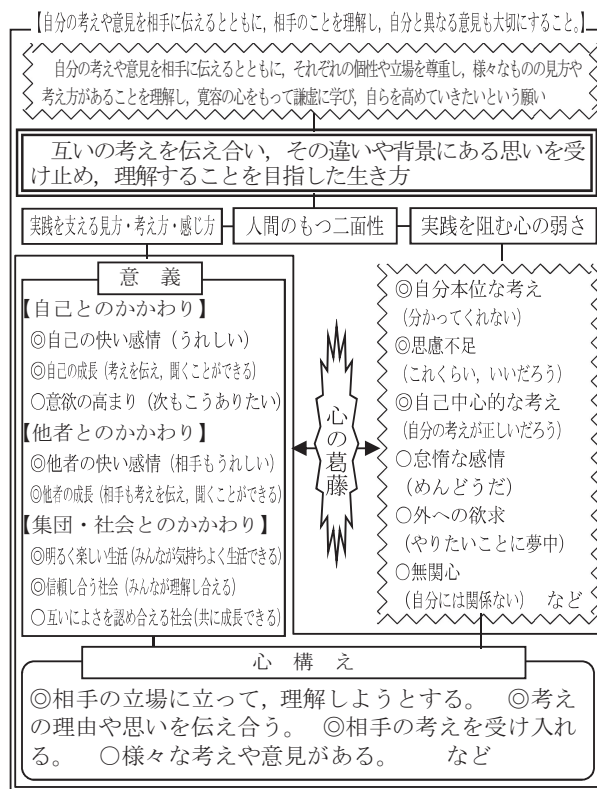 【自分の考えや意見を相手に伝えるとともに，相手のことを理解し，自分と異なる意見も大切にすること。】
自分の考えや意見を相手に伝えるとともに，それぞれの個性や立場を尊重し，様々なものの見方や
考え方があることを理解し，寛容の心をもって謙虚に学び，自らを高めていきたいという願い
互いの考えを伝え合い，その違いや背景にある思いを受
け止め，理解することを目指した生き方
実践を支える見方・考え方・感じ方
人間のもつ二面性
実践を阻む心の弱さ
意　義
【自己とのかかわり】
◎自己の快い感情（うれしい）
◎自己の成長（考えを伝え，聞くことができる）
○意欲の高まり（次もこうありたい）
【他者とのかかわり】
◎他者の快い感情（相手もうれしい）
◎他者の成長（相手も考えを伝え，聞くことができる）
【集団・社会とのかかわり】
◎明るく楽しい生活（みんなが気持ちよく生活できる）
◎信頼し合う社会（みんなが理解し合える）
○互いによさを認め合える社会（共に成長できる）
心の葛藤
◎自分本位な考え
（分かってくれない）
◎思慮不足
（これくらい，いいだろう）
◎自己中心的な考え
（自分の考えが正しいだろう）
○怠惰な感情
（めんどうだ）
○外への欲求
（やりたいことに夢中）
○無関心
（自分には関係ない）　など
心　構　え
◎相手の立場に立って，理解しようとする。　◎考え
の理由や思いを伝え合う。　◎相手の考えを受け入れ
る。　○様々な考えや意見がある。　　など